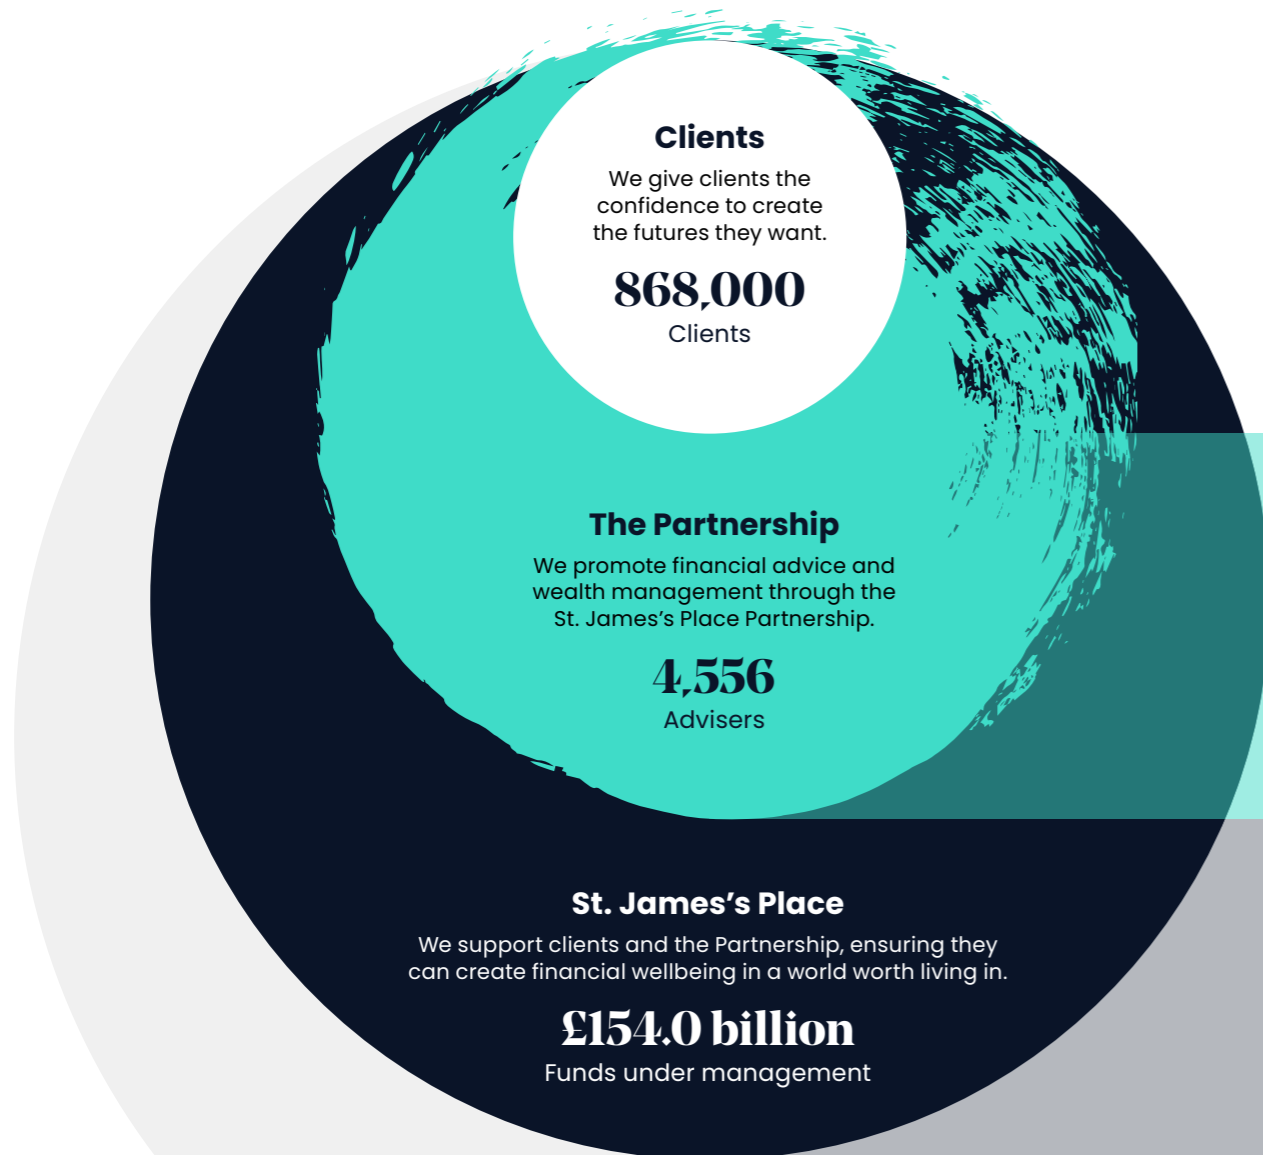 Clients
We give clients the
confidence to create
the futures they want.
868,000
Clients
The Partnership
We promote financial advice and
wealth management through the
St. James’s Place Partnership.
4,556
Advisers
St. James’s Place
We support clients and the Partnership, ensuring they
can create financial wellbeing in a world worth living in.
£154.0 billion
Funds under management